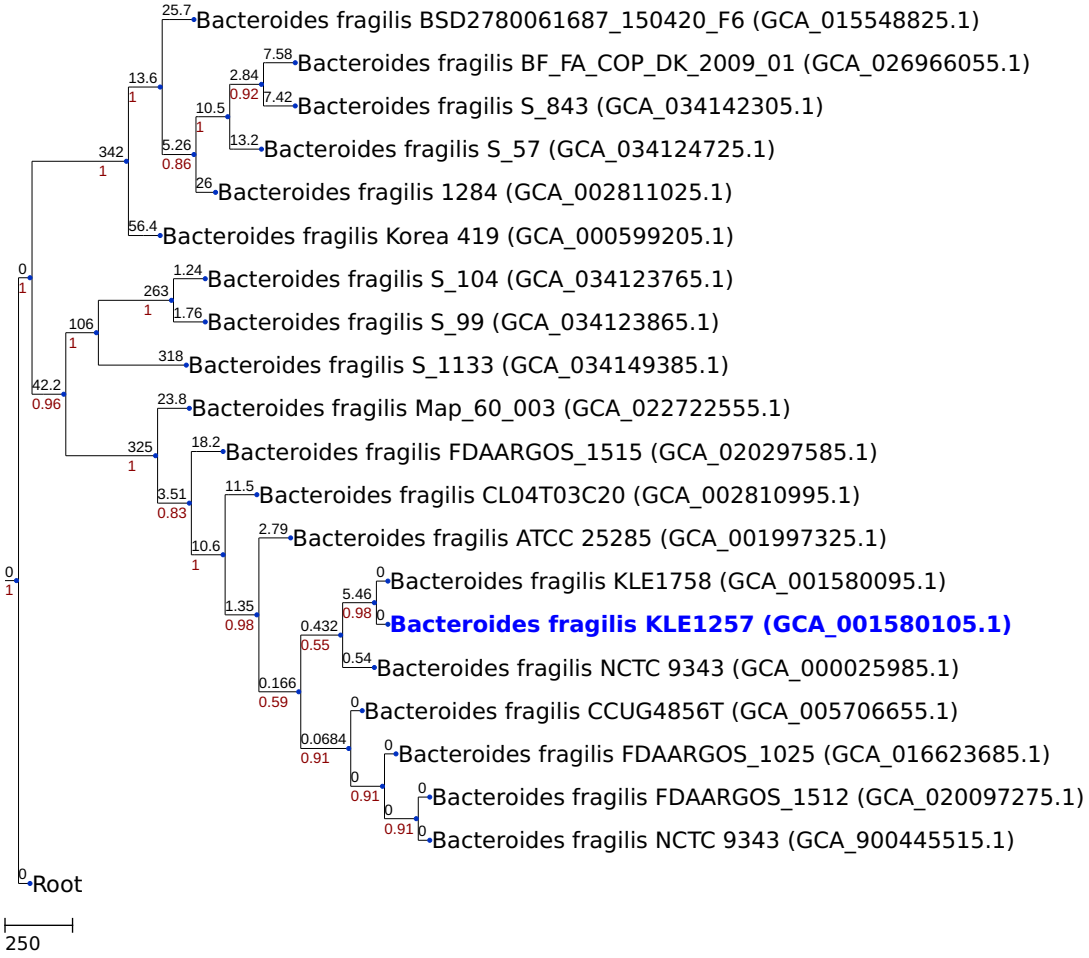 25.7
Bacteroides fragilis BSD2780061687_150420_F6 (GCA_015548825.1)
7.58
Bacteroides fragilis BF_FA_COP_DK_2009_01 (GCA_026966055.1)
2.84
13.6
0.92
1
7.42
Bacteroides fragilis S_843 (GCA_034142305.1)
10.5
1
5.26
13.2
Bacteroides fragilis S_57 (GCA_034124725.1)
342
0.86
1
26
Bacteroides fragilis 1284 (GCA_002811025.1)
56.4
Bacteroides fragilis Korea 419 (GCA_000599205.1)
0
1
1.24
Bacteroides fragilis S_104 (GCA_034123765.1)
263
1
1.76
Bacteroides fragilis S_99 (GCA_034123865.1)
106
1
318
Bacteroides fragilis S_1133 (GCA_034149385.1)
42.2
0.96
23.8
Bacteroides fragilis Map_60_003 (GCA_022722555.1)
325
1
18.2
Bacteroides fragilis FDAARGOS_1515 (GCA_020297585.1)
3.51
0.83
11.5
Bacteroides fragilis CL04T03C20 (GCA_002810995.1)
10.6
1
2.79
Bacteroides fragilis ATCC 25285 (GCA_001997325.1)
0
1
0
Bacteroides fragilis KLE1758 (GCA_001580095.1)
5.46
0.98
1.35
0.98
0
Bacteroides fragilis KLE1257 (GCA_001580105.1)
0.432
0.55
0.54
Bacteroides fragilis NCTC 9343 (GCA_000025985.1)
0.166
0.59
0
Bacteroides fragilis CCUG4856T (GCA_005706655.1)
0.0684
0.91
0
Bacteroides fragilis FDAARGOS_1025 (GCA_016623685.1)
0
0.91
0
Bacteroides fragilis FDAARGOS_1512 (GCA_020097275.1)
0
0.91
0
Bacteroides fragilis NCTC 9343 (GCA_900445515.1)
0
Root
250